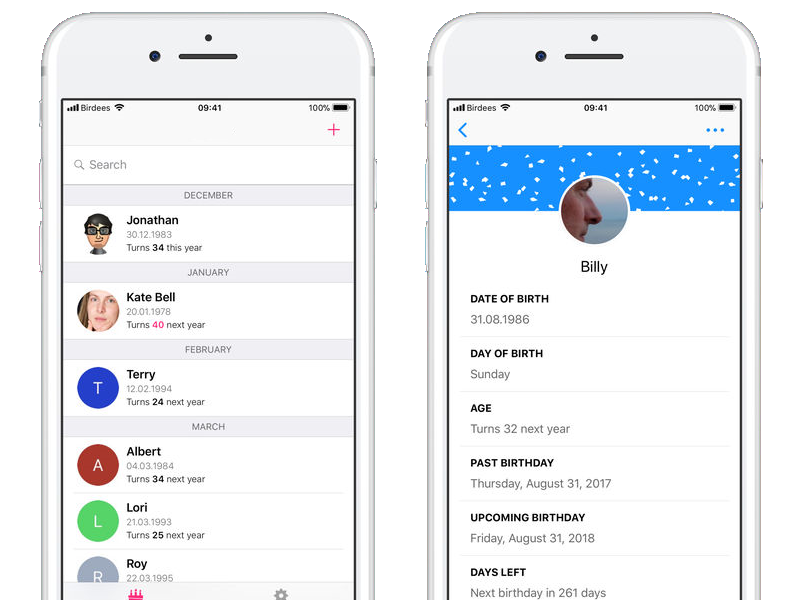 Birdees 09:41 100%
Search
DECEMBER
Jonathan
30.12.1983
Turns 34 this year
JANUARY
Kate Bell
20.01.1978
Turns 40 next year
FEBRUARY
T
Terry
12.02.1994
Turns 24 next year
MARCH
A
Albert
04.03.1984
Turns 34 next year
L
Lori
21.03.1993
Turns 25 next year
R
Roy
22.03.1995
Birdees 09:41 100%
Billy
DATE OF BIRTH
31.08.1986
DAY OF BIRTH
Sunday
AGE
Turns 32 next year
PAST BIRTHDAY
Thursday, August 31, 2017
UPCOMING BIRTHDAY
Friday, August 31, 2018
DAYS LEFT
Next birthday in 261 days